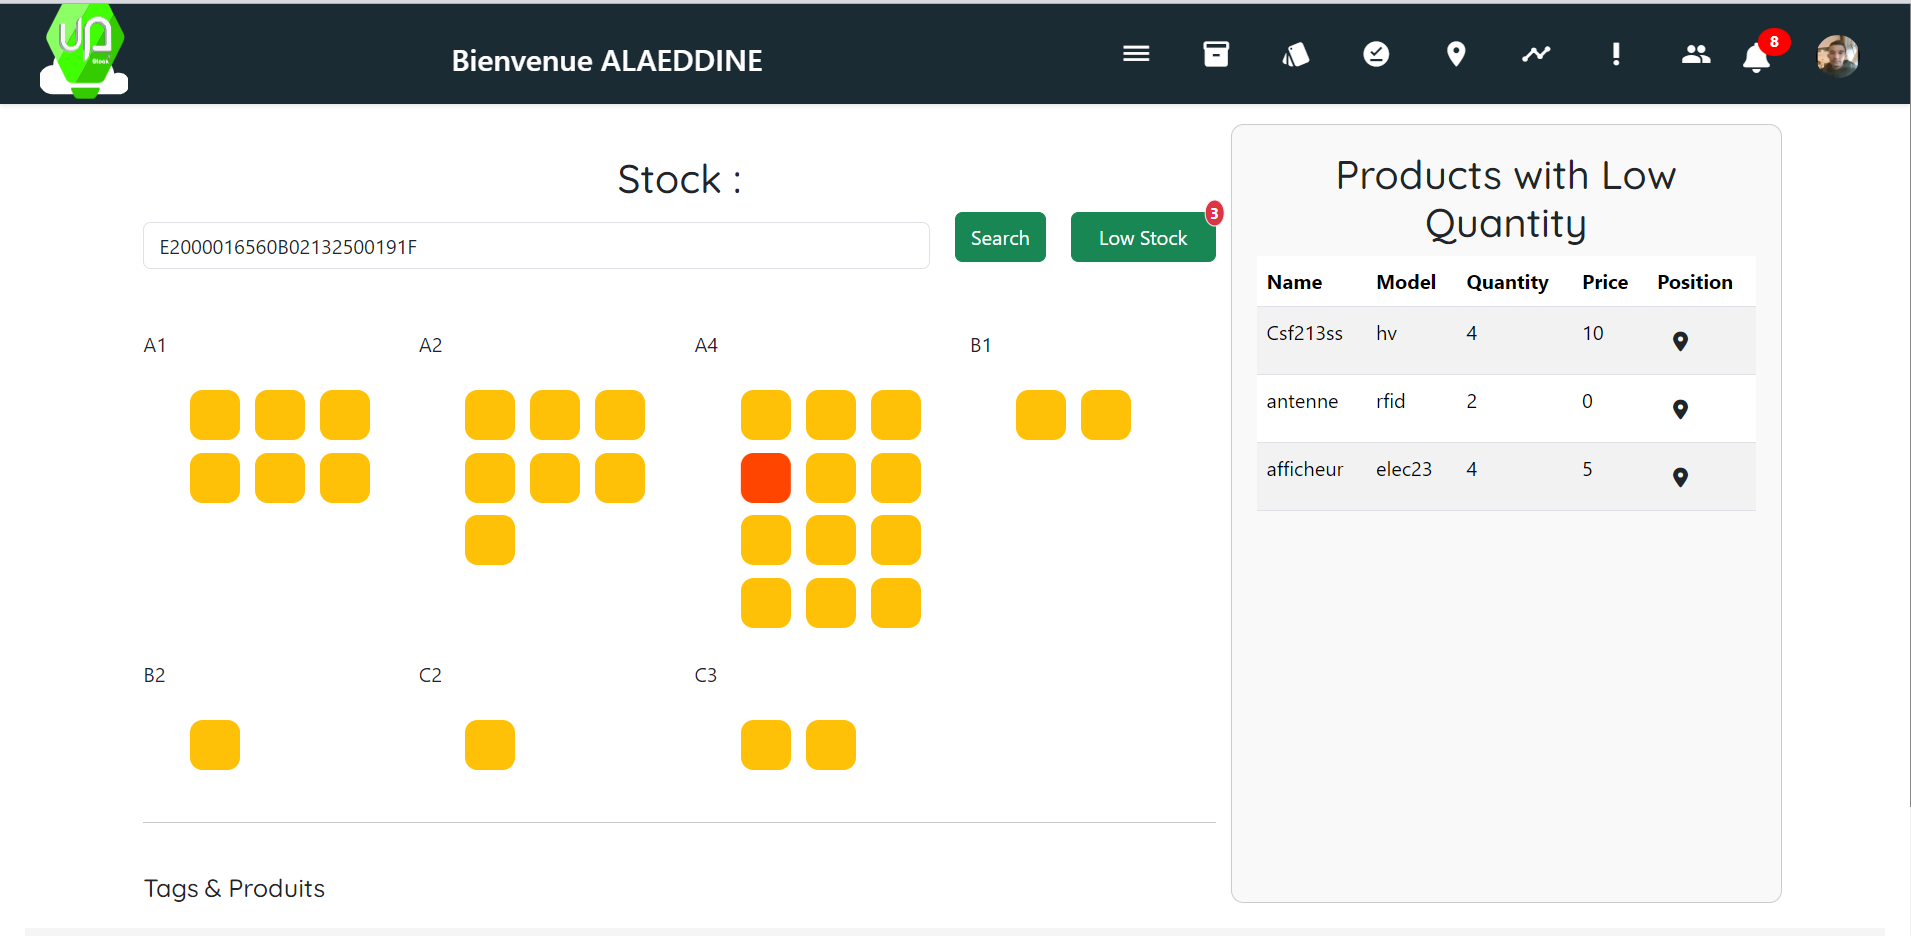 UP
Stock
Bienvenue ALAEDDINE
8
Stock :
E2000016560B02132500191F
Search
Low Stock
3
A1
A2
A4
B1
B2
C2
C3
Tags & Produits
Products with Low
Quantity
Name Model Quantity Price Position
Csf213ss hv 4 10
antenne rfid 2 0
afficheur elec23 4 5